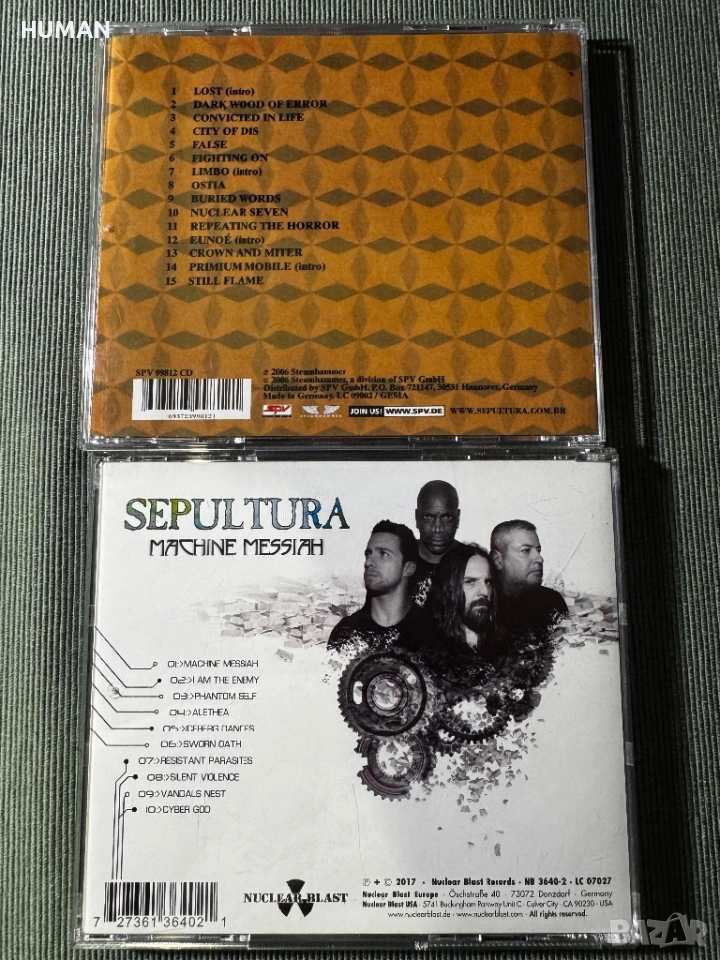 HUMAN
1 LOST (intro)
2 DARK WOOD OF ERROR
3 CONVICTED IN LIFE
4 CITY OF DIS
5 FALSE
6 FIGHTING ON
7 LIMBO (intro)
8 OSTIA
9 BURIED WORDS
10 NUCLEAR SEVEN
11 REPEATING THE HORROR
12 EUNOÉ (intro)
13 CROWN AND MITER
14 PRIMIUM MOBILE (intro)
15 STILL FLAME
SPV 99812 CD
693723998121
℗ 2006 Steamhammer
© 2006 Steamhammer, a division of SPV GmbH
Distributed by SPV GmbH, P.O. Box 721147, 30531 Hannover, Germany
Made in Germany, LC 09002 / GEMA
SPV STEAMHAMMER JOIN US! WWW.SPV.DE WWW.SEPULTURA.COM.BR
SEPULTURA
MACHINE MESSIAH
01:>MACHINE MESSIAH
02:>I AM THE ENEMY
03:>PHANTOM SELF
04:>ALETHEA
05:>ICEBERG DANCES
06:>SWORN OATH
07:>RESISTANT PARASITES
08:>SILENT VIOLENCE
09:>VANDALS NEST
10:>CYBER GOD
7 27361 36402 1
NUCLEAR BLAST
℗ + © 2017 • Nuclear Blast Records • NB 3640-2 • LC 07027
Nuclear Blast Europe • Öschstraße 40 • 73072 Donzdorf • Germany
Nuclear Blast USA • 5741 Buckingham Parkway Unit C • Culver City • CA 90230 • USA
www.nuclearblast.de • www.nuclearblast.com • All rights reserved.
BAZAR